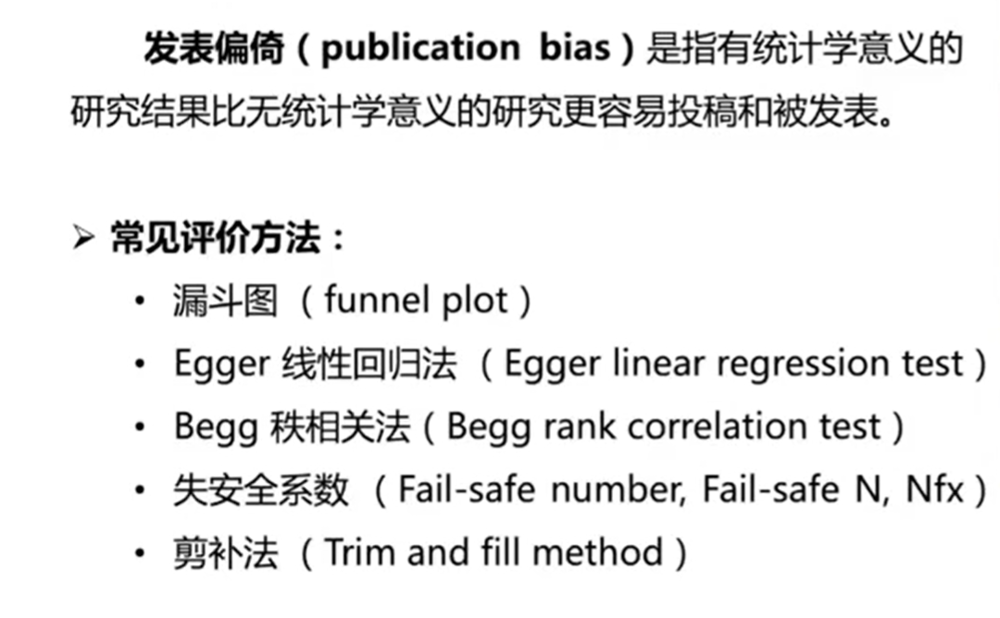 发表偏倚（publication bias）是指有统计学意义的
研究结果比无统计学意义的研究更容易投稿和被发表。
➢ 常见评价方法：
• 漏斗图 （funnel plot）
• Egger 线性回归法 （Egger linear regression test）
• Begg 秩相关法（Begg rank correlation test）
• 失安全系数 （Fail-safe number, Fail-safe N, Nfx）
• 剪补法 （Trim and fill method）